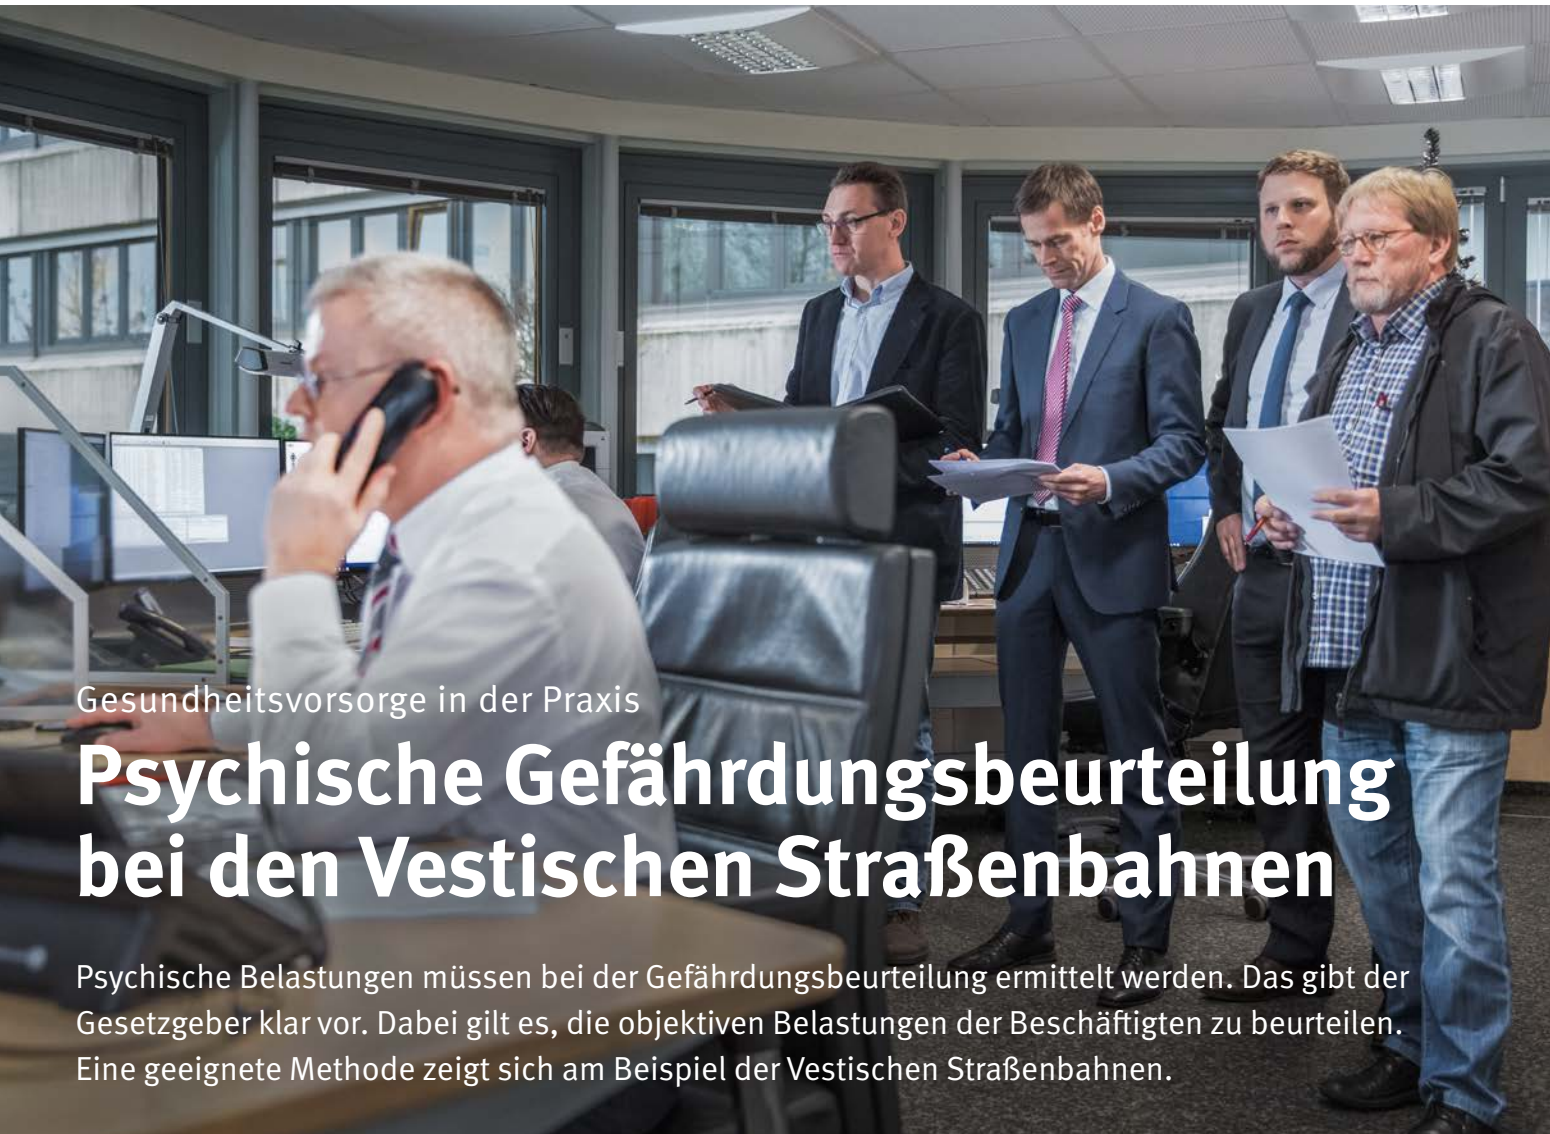 Gesundheitsvorsorge in der Praxis
Psychische Gefährdungsbeurteilung
bei den Vestischen Straßenbahnen
Psychische Belastungen müssen bei der Gefährdungsbeurteilung ermittelt werden. Das gibt der
Gesetzgeber klar vor. Dabei gilt es, die objektiven Belastungen der Beschäftigten zu beurteilen.
Eine geeignete Methode zeigt sich am Beispiel der Vestischen Straßenbahnen.